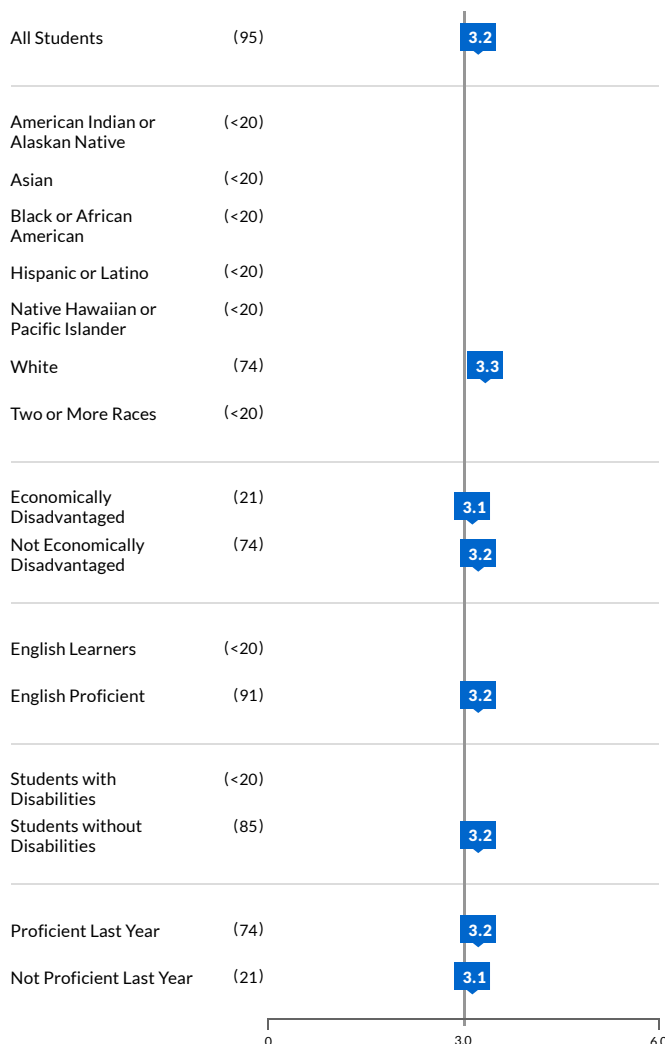 All Students (95) 3.2
American Indian or (<20)
Alaskan Native
Asian (<20)
Black or African (<20)
American
Hispanic or Latino (<20)
Native Hawaiian or (<20)
Pacific Islander
White (74) 3.3
Two or More Races (<20)
Economically (21) 3.1
Disadvantaged
Not Economically (74) 3.2
Disadvantaged
English Learners (<20)
English Proficient (91) 3.2
Students with (<20)
Disabilities
Students without (85) 3.2
Disabilities
Proficient Last Year (74) 3.2
Not Proficient Last Year (21) 3.1
0 3.0 6.0